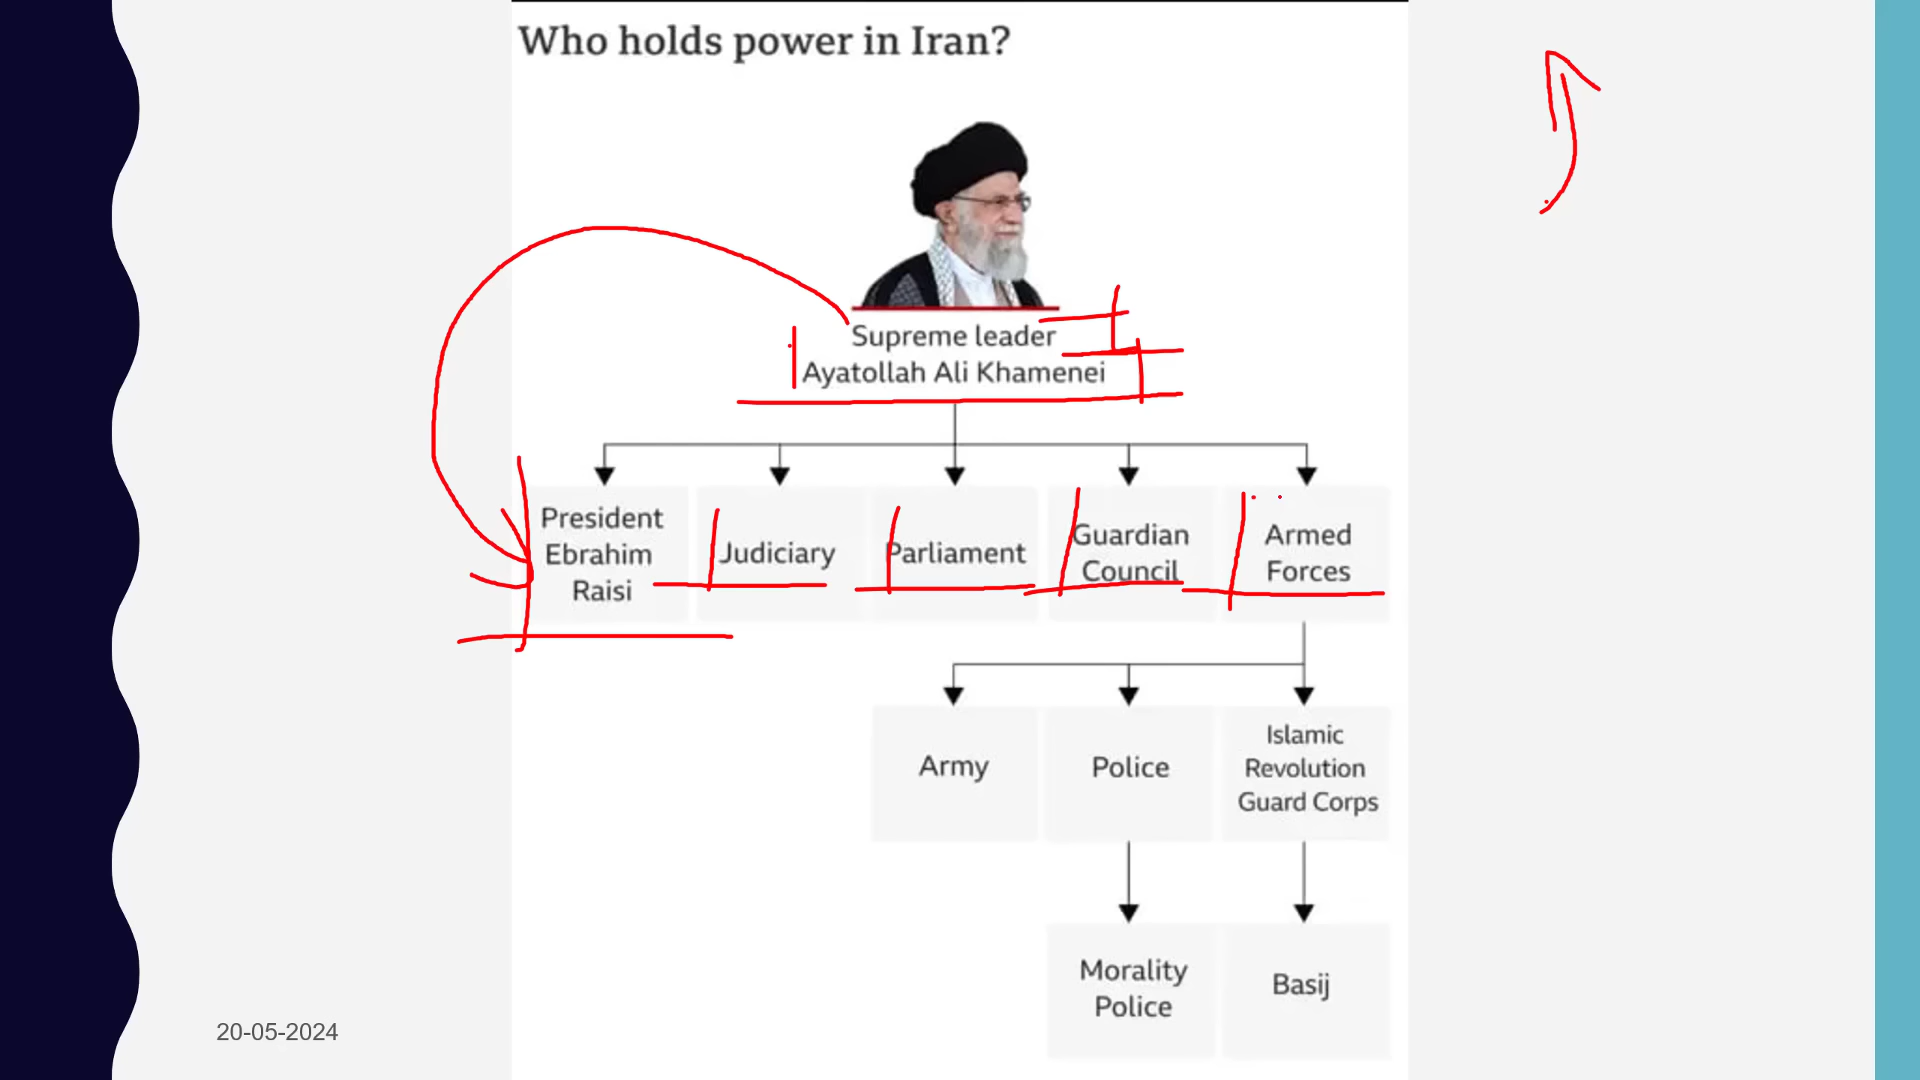 Who holds power in Iran?
Supreme leader
Ayatollah Ali Khamenei
President
Ebrahim
Raisi
Judiciary
Parliament
Guardian
Council
Armed
Forces
Army
Police
Islamic
Revolution
Guard Corps
Morality
Police
Basij
20-05-2024